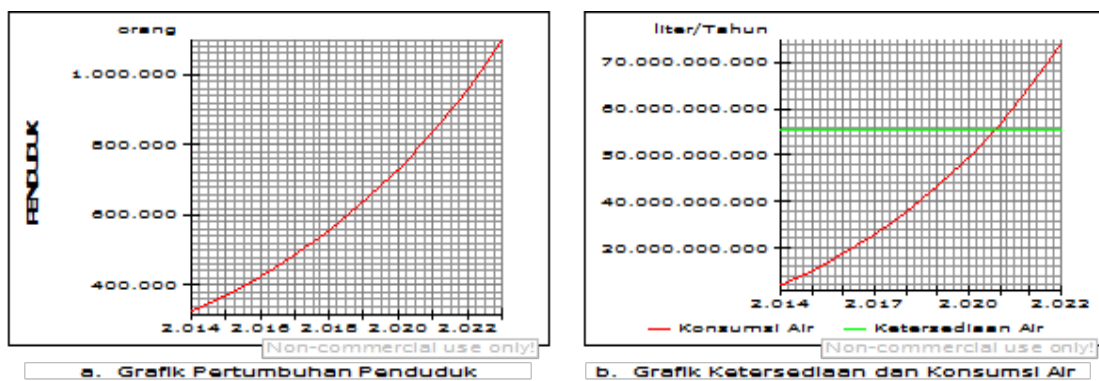 orang
1.000.000
800.000
600.000
400.000
PENDUDUK
2.014 2.016 2.018 2.020 2.022
Non-commercial use only!
a. Grafik Pertumbuhan Penduduk
liter/Tahun
70.000.000.000
60.000.000.000
50.000.000.000
40.000.000.000
30.000.000.000
2.014 2.017 2.020 2.022
Konsumsi Air Ketersediaan Air
Non-commercial use only!
b. Grafik Ketersediaan dan Konsumsi Air